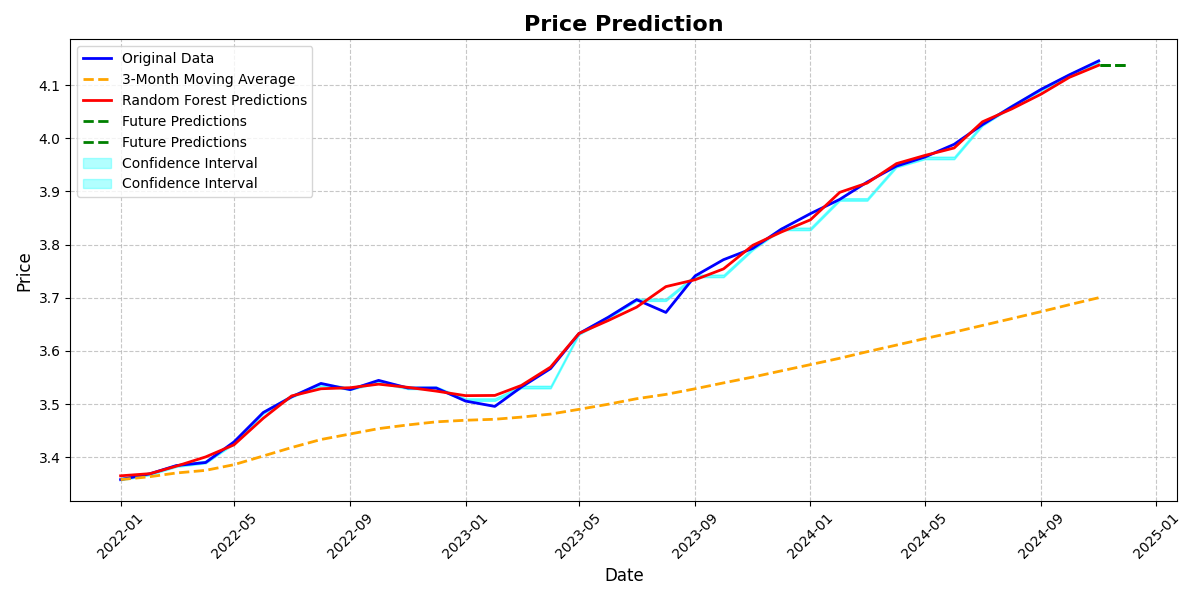 Price Prediction
Original Data
3-Month Moving Average
Random Forest Predictions
Future Predictions
Future Predictions
Confidence Interval
Confidence Interval
Price
4.1
4.0
3.9
3.8
3.7
3.6
3.5
3.4
2022-01
2022-05
2022-09
2023-01
2023-05
2023-09
2024-01
2024-05
2024-09
2025-01
Date